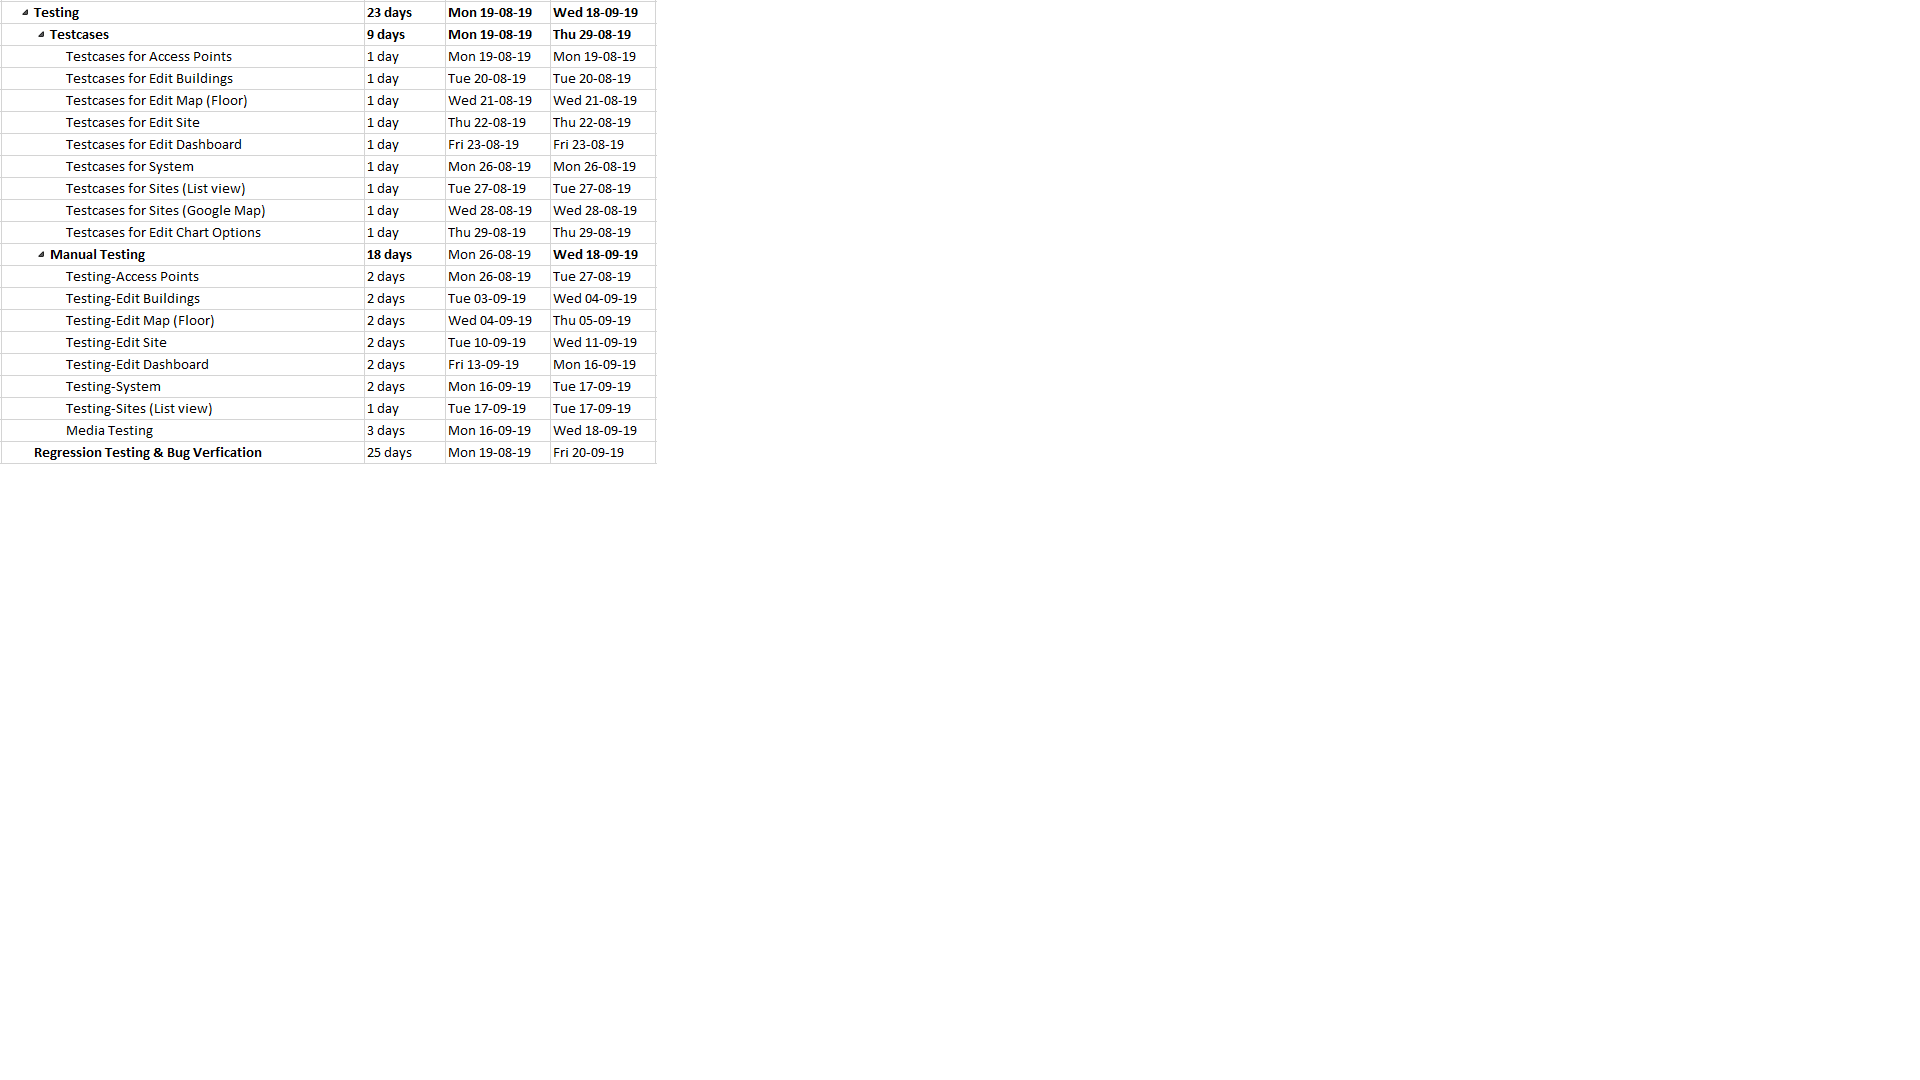 Testing 23 days Mon 19-08-19 Wed 18-09-19
Testcases 9 days Mon 19-08-19 Thu 29-08-19
Testcases for Access Points 1 day Mon 19-08-19 Mon 19-08-19
Testcases for Edit Buildings 1 day Tue 20-08-19 Tue 20-08-19
Testcases for Edit Map (Floor) 1 day Wed 21-08-19 Wed 21-08-19
Testcases for Edit Site 1 day Thu 22-08-19 Thu 22-08-19
Testcases for Edit Dashboard 1 day Fri 23-08-19 Fri 23-08-19
Testcases for System 1 day Mon 26-08-19 Mon 26-08-19
Testcases for Sites (List view) 1 day Tue 27-08-19 Tue 27-08-19
Testcases for Sites (Google Map) 1 day Wed 28-08-19 Wed 28-08-19
Testcases for Edit Chart Options 1 day Thu 29-08-19 Thu 29-08-19
Manual Testing 18 days Mon 26-08-19 Wed 18-09-19
Testing-Access Points 2 days Mon 26-08-19 Tue 27-08-19
Testing-Edit Buildings 2 days Tue 03-09-19 Wed 04-09-19
Testing-Edit Map (Floor) 2 days Wed 04-09-19 Thu 05-09-19
Testing-Edit Site 2 days Tue 10-09-19 Wed 11-09-19
Testing-Edit Dashboard 2 days Fri 13-09-19 Mon 16-09-19
Testing-System 2 days Mon 16-09-19 Tue 17-09-19
Testing-Sites (List view) 1 day Tue 17-09-19 Tue 17-09-19
Media Testing 3 days Mon 16-09-19 Wed 18-09-19
Regression Testing & Bug Verfication 25 days Mon 19-08-19 Fri 20-09-19